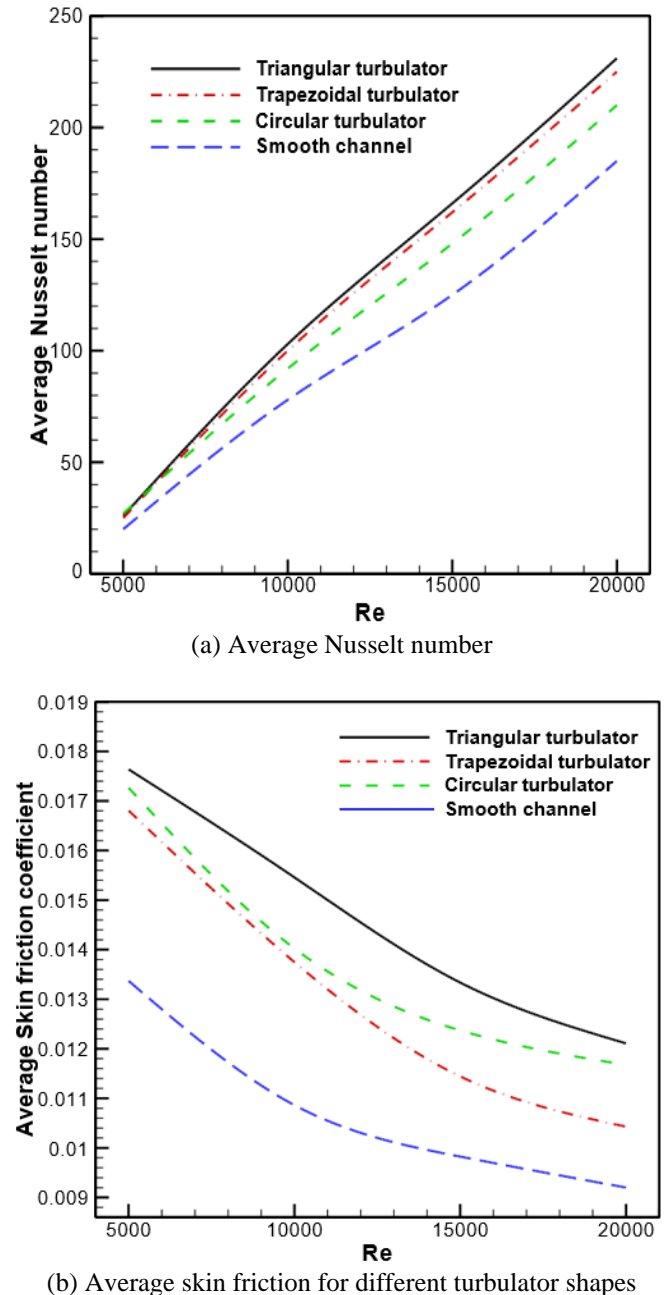 250
200
150
100
50
0
Average Nusselt number
Triangular turbulator
Trapezoidal turbulator
Circular turbulator
Smooth channel
5000 10000 15000 20000
Re
(a) Average Nusselt number
0.019
0.018
0.017
0.016
0.015
0.014
0.013
0.012
0.011
0.01
0.009
Average Skin friction coefficient
Triangular turbulator
Trapezoidal turbulator
Circular turbulator
Smooth channel
5000 10000 15000 20000
Re
(b) Average skin friction for different turbulator shapes